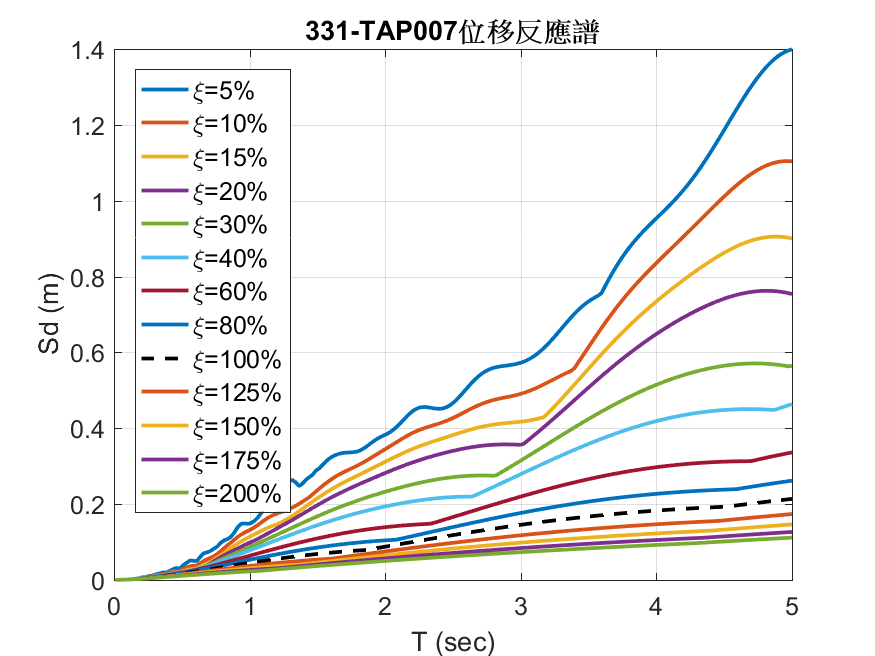 331-TAP007位移反應譜
Sd (m)
1.4
1.2
1
0.8
0.6
0.4
0.2
0
ξ=5%
ξ=10%
ξ=15%
ξ=20%
ξ=30%
ξ=40%
ξ=60%
ξ=80%
ξ=100%
ξ=125%
ξ=150%
ξ=175%
ξ=200%
0 1 2 3 4 5
T (sec)